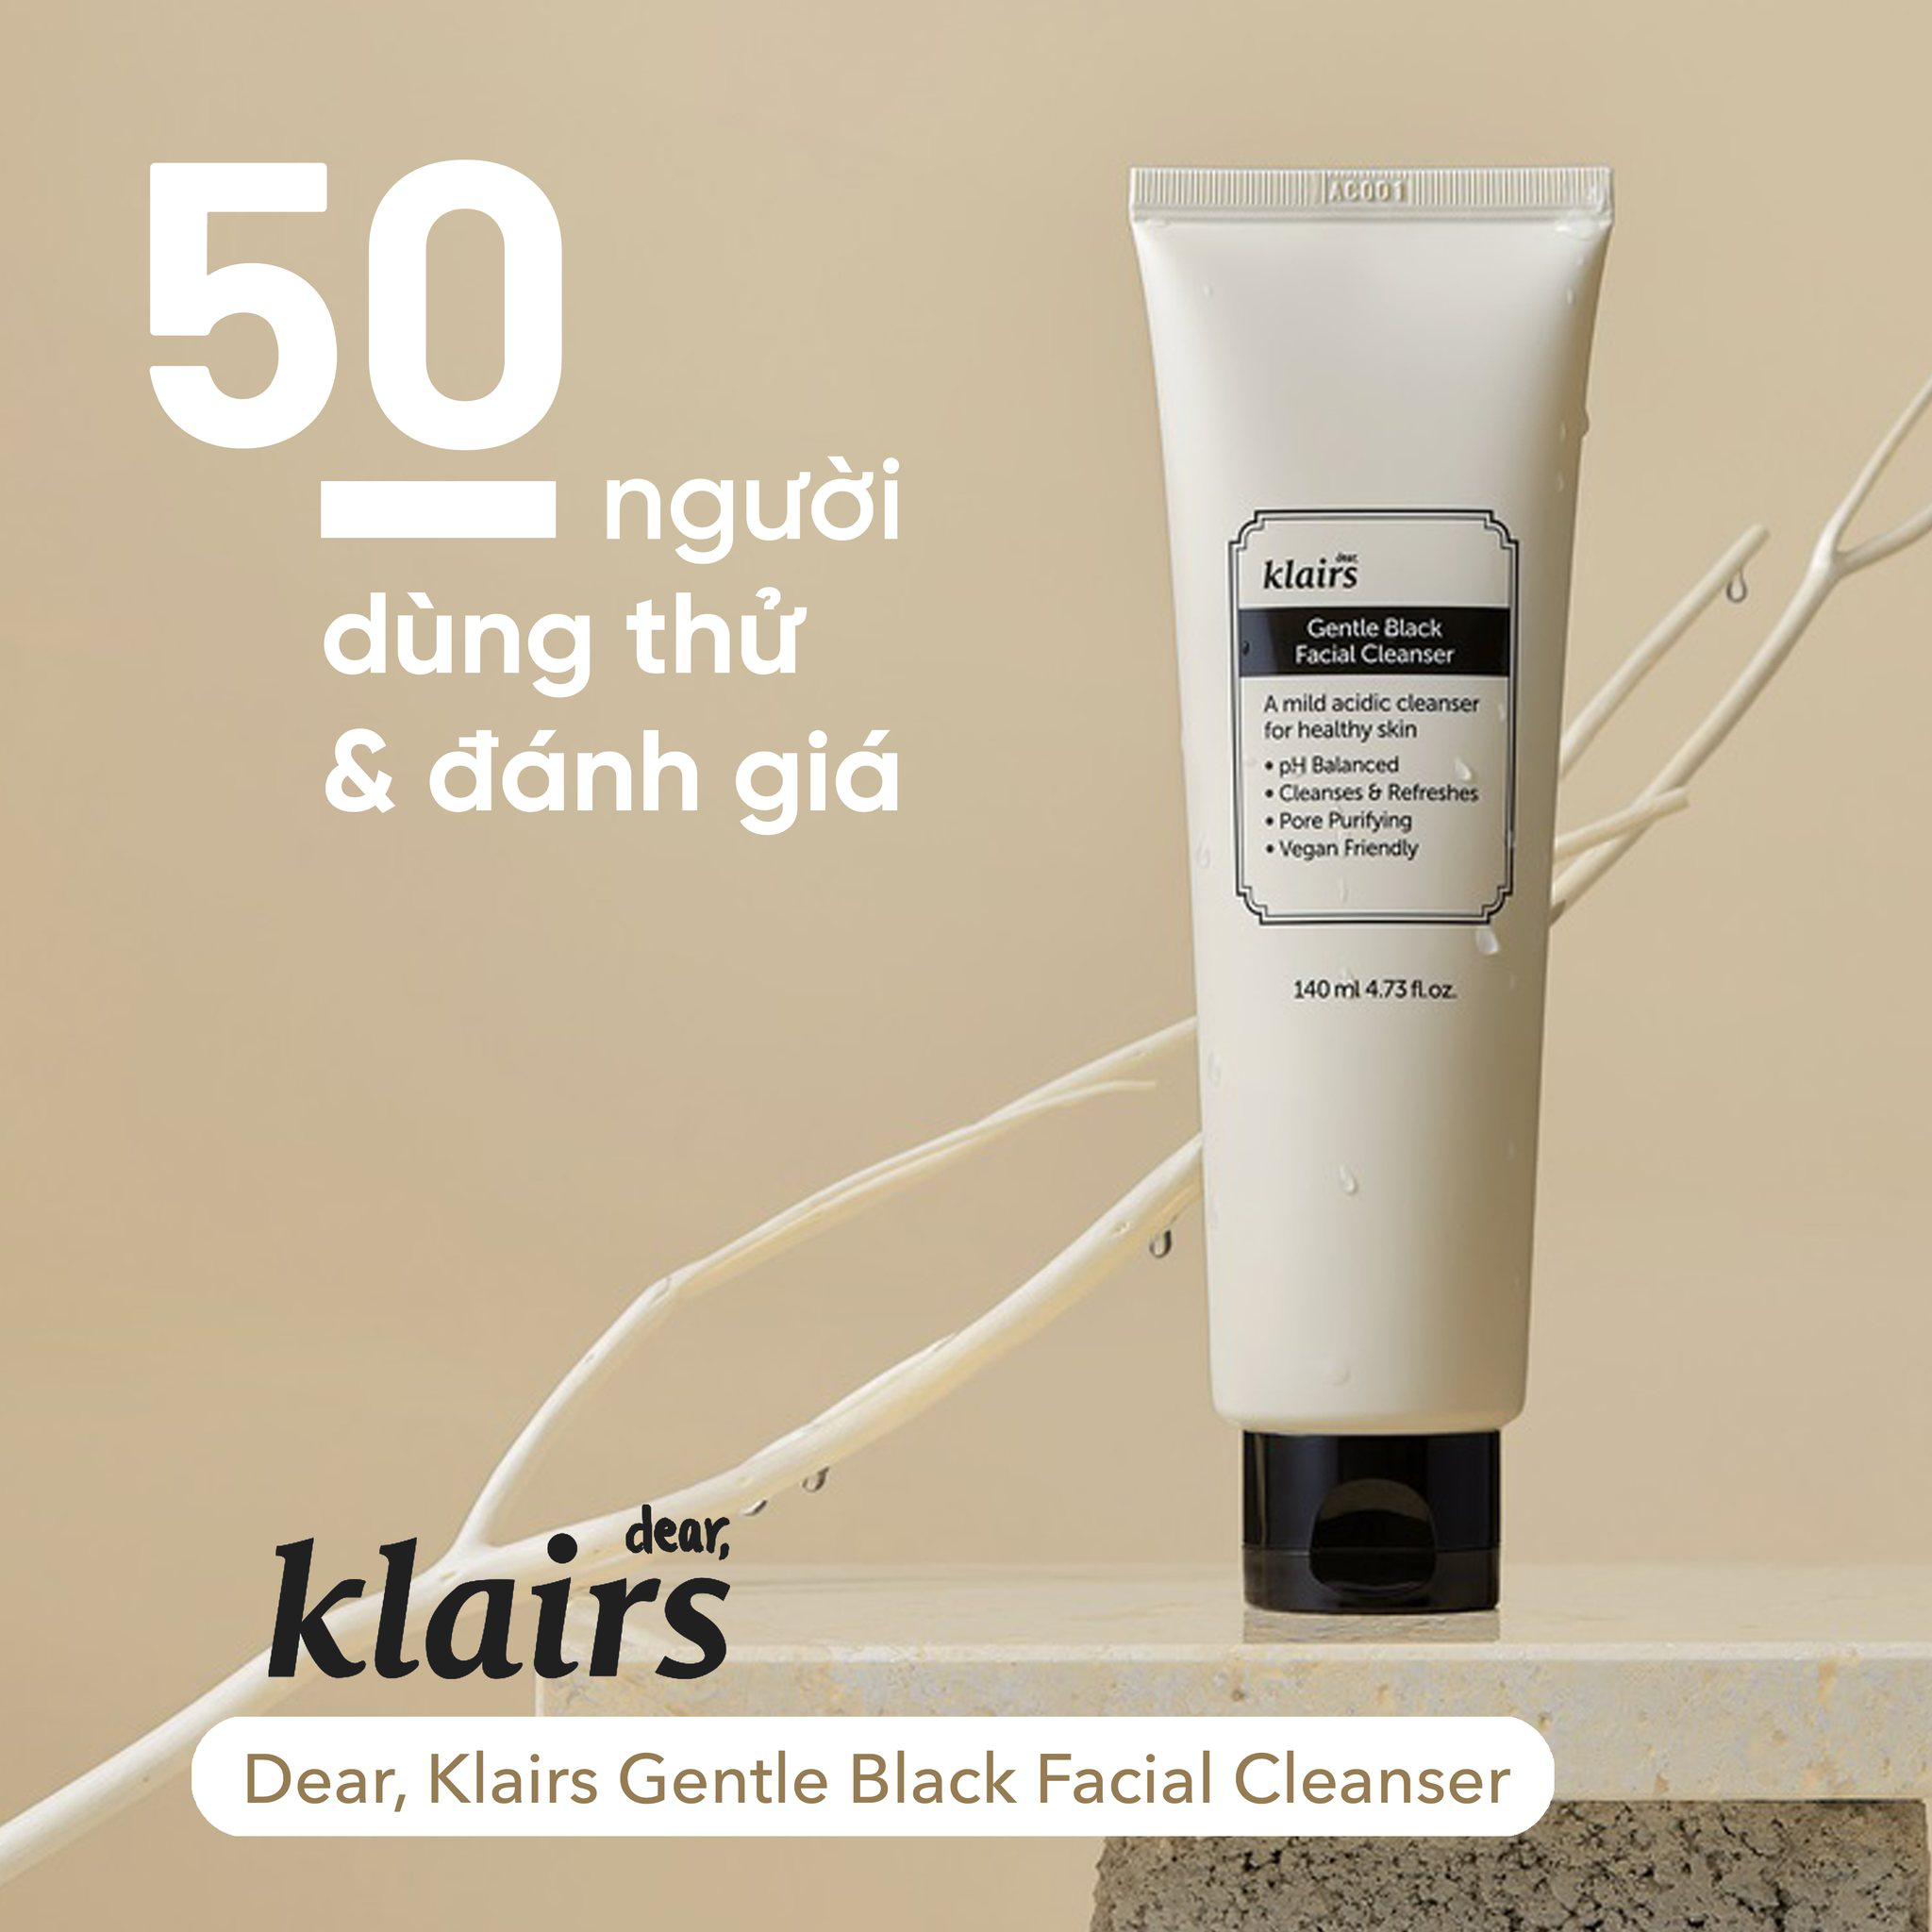 50
người
dùng thử
& đánh giá
AC001
dear,
klairs
Gentle Black
Facial Cleanser
A mild acidic cleanser
for healthy skin
• pH Balanced
• Cleanses & Refreshes
• Pore Purifying
• Vegan Friendly
140 ml 4.73 fl.oz.
dear,
klairs
Dear, Klairs Gentle Black Facial Cleanser